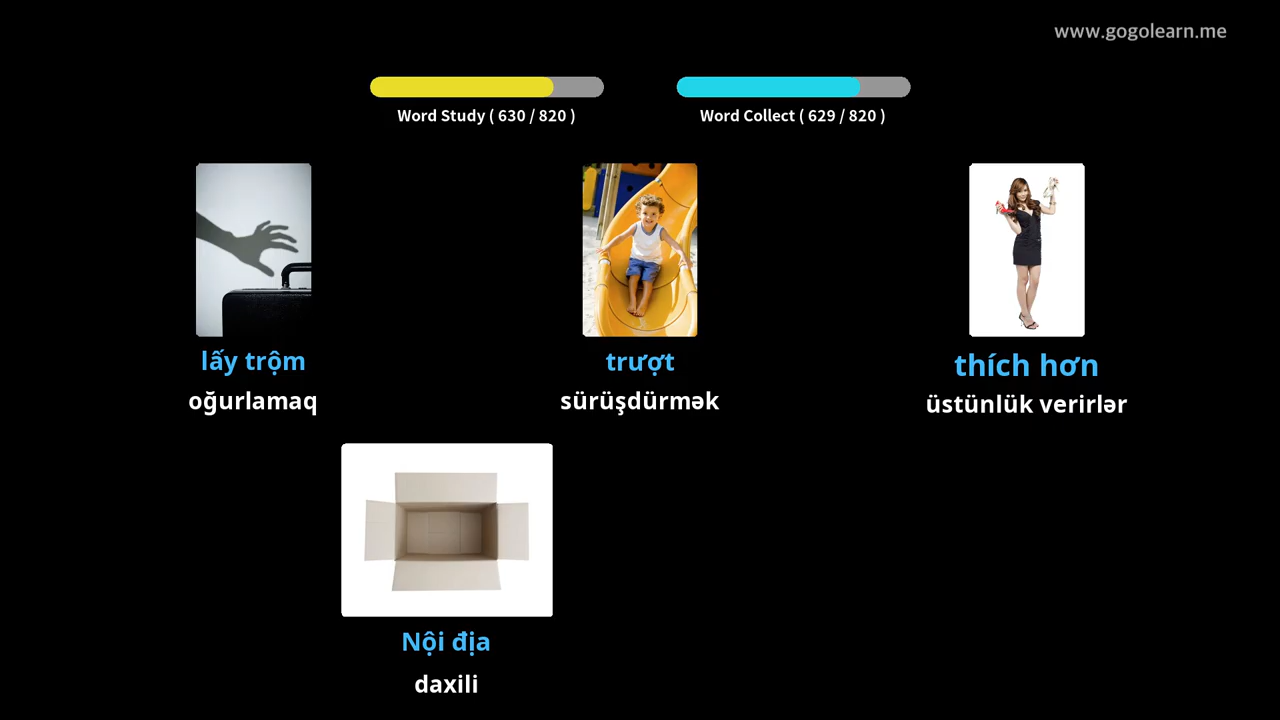 www.gogolearn.me
Word Study ( 630 / 820 )
Word Collect ( 629 / 820 )
lấy trộm
oğurlamaq
trượt
sürüşdürmək
thích hơn
üstünlük verirlər
Nội địa
daxili